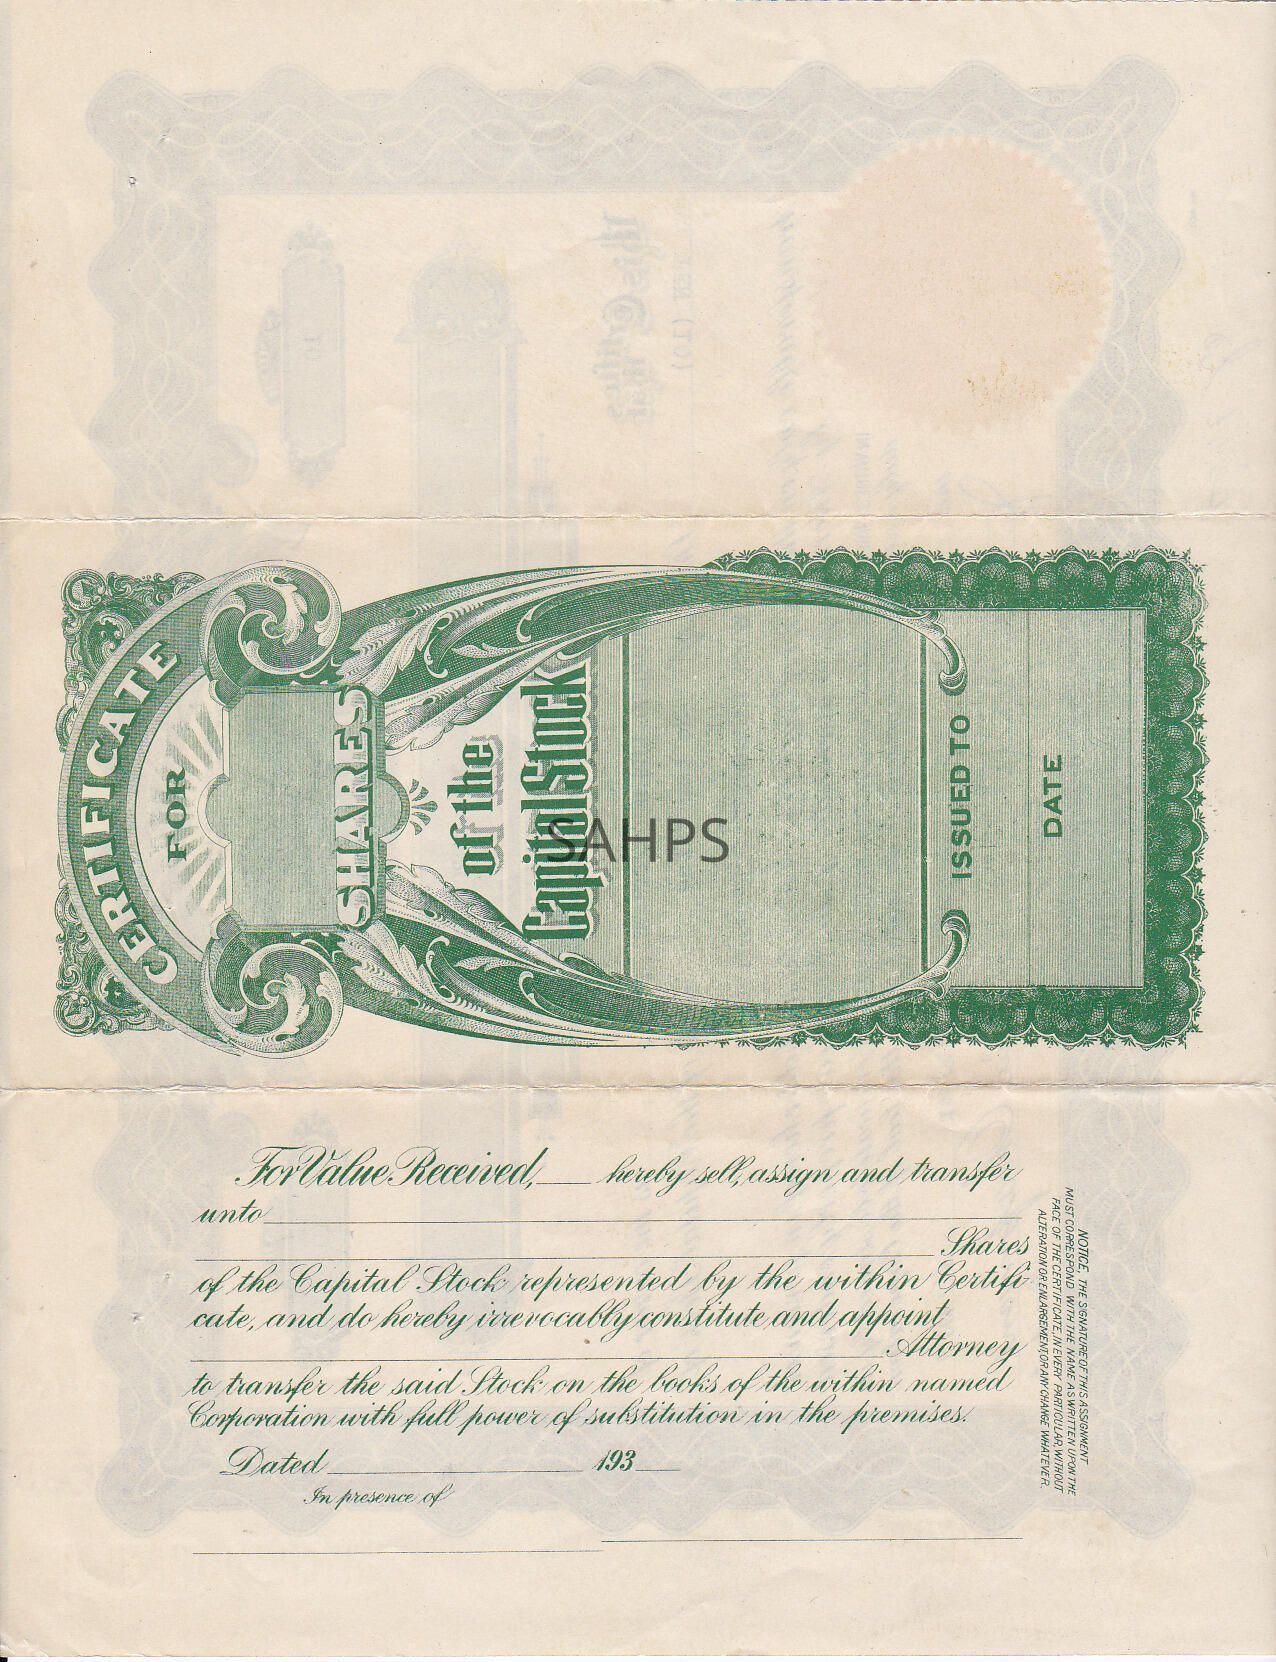 CERTIFICATE
FOR
SHARES
of the
Capital Stock
ISSUED TO
DATE
SAHPS
For Value Received, ____ hereby sell, assign and transfer
unto
Shares
of the Capital Stock represented by the within Certifi-
cate, and do hereby irrevocably constitute and appoint
Attorney
to transfer the said Stock on the books of the within named
Corporation with full power of substitution in the premises.
Dated ____ 193__
In presence of
NOTICE, THE SIGNATURE OF THIS ASSIGNMENT
MUST CORRESPOND WITH THE NAME AS WRITTEN UPON THE
FACE OF THE CERTIFICATE, IN EVERY PARTICULAR, WITHOUT
ALTERATION OR ENLARGEMENT, OR ANY CHANGE WHATEVER.